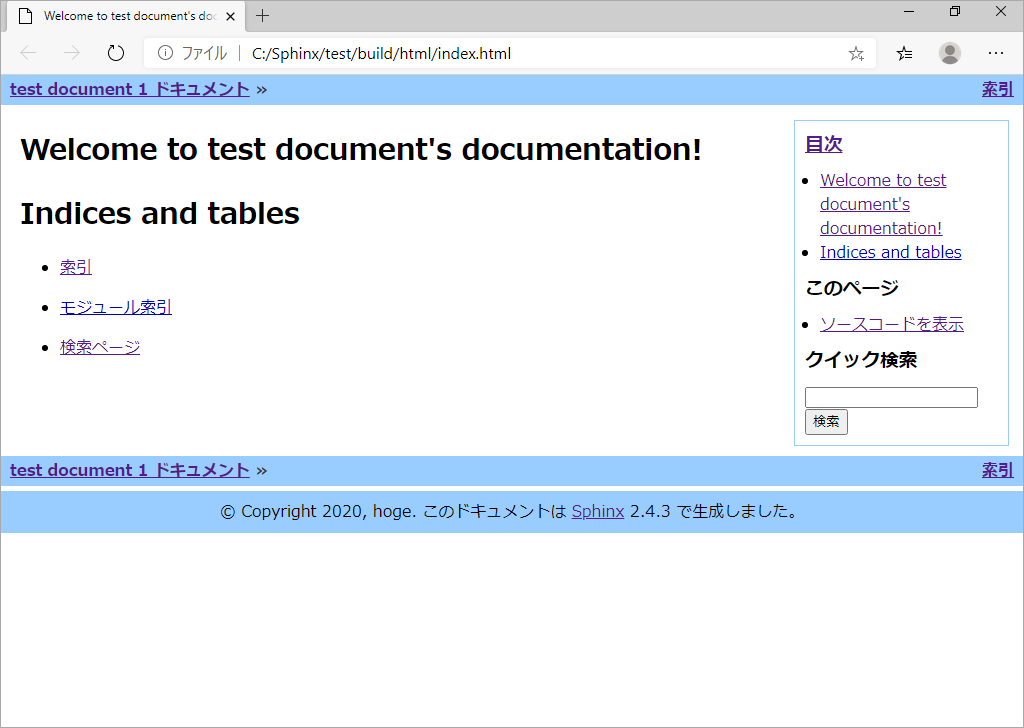 Welcome to test document's doc
ファイル
C:/Sphinx/test/build/html/index.html
test document 1 ドキュメント »
索引
Welcome to test document's documentation!
Indices and tables
索引
モジュール索引
検索ページ
目次
Welcome to test
document's
documentation!
Indices and tables
このページ
ソースコードを表示
クイック検索
検索
test document 1 ドキュメント »
索引
© Copyright 2020, hoge. このドキュメントは Sphinx 2.4.3 で生成しました。